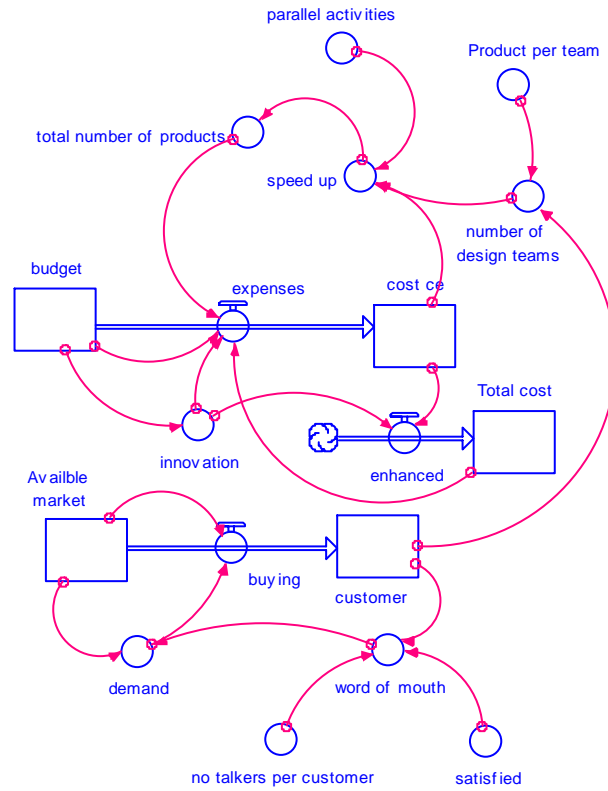 parallel activities
Product per team
total number of products
speed up
number of
design teams
budget
expenses
cost ce
Total cost
innovation
enhanced
Availble
market
buying
customer
demand
word of mouth
no talkers per customer
satisfied